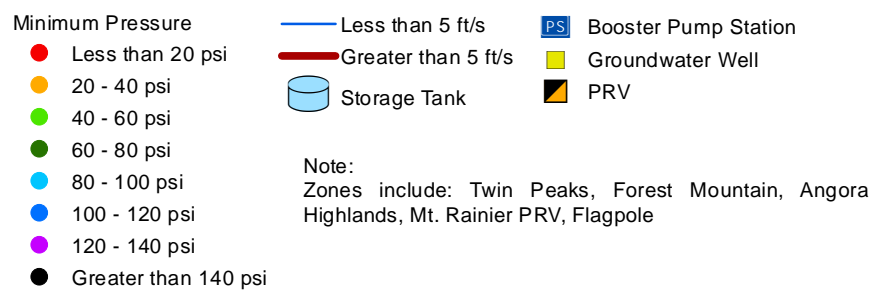 Minimum Pressure
Less than 20 psi
20 - 40 psi
40 - 60 psi
60 - 80 psi
80 - 100 psi
100 - 120 psi
120 - 140 psi
Greater than 140 psi
Less than 5 ft/s
Greater than 5 ft/s
Storage Tank
PS Booster Pump Station
Groundwater Well
PRV
Note:
Zones include: Twin Peaks, Forest Mountain, Angora
Highlands, Mt. Rainier PRV, Flagpole